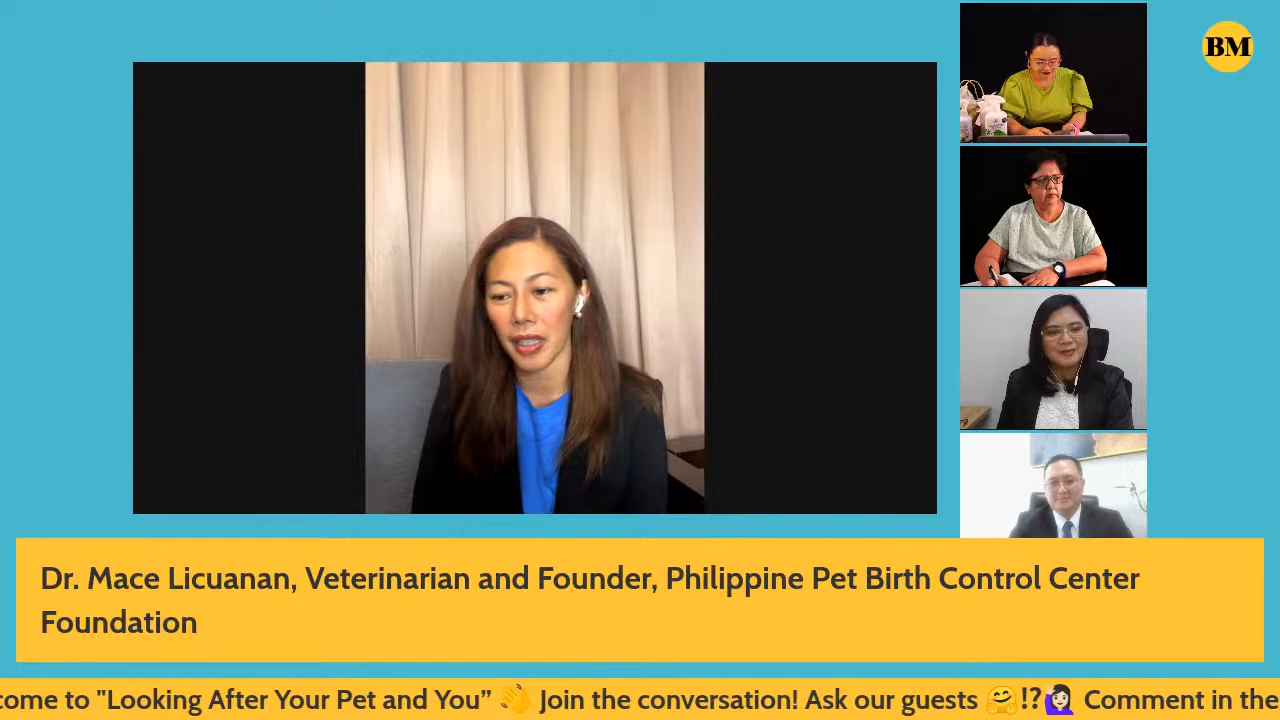 BM
Dr. Mace Licuanan, Veterinarian and Founder, Philippine Pet Birth Control Center
Foundation
come to "Looking After Your Pet and You” 👋 Join the conversation! Ask our guests 🤗⁉️🙋🏻‍♀️ Comment in the